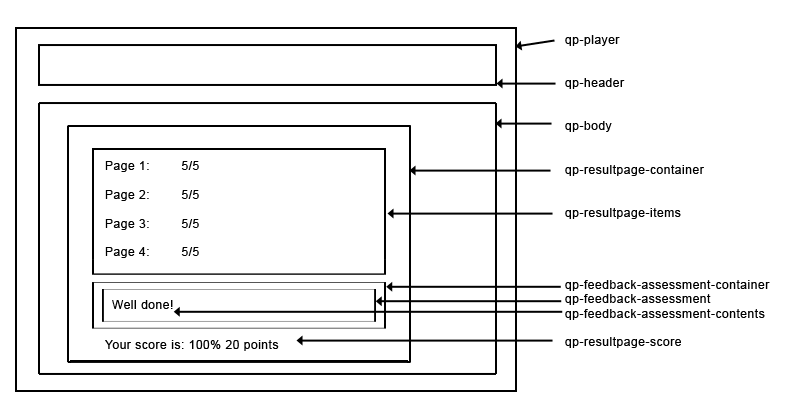 qp-player
qp-header
qp-body
Page 1: 5/5
qp-resultpage-container
Page 2: 5/5
qp-resultpage-items
Page 3: 5/5
Page 4: 5/5
qp-feedback-assessment-container
Well done!
qp-feedback-assessment
qp-feedback-assessment-contents
Your score is: 100% 20 points
qp-resultpage-score